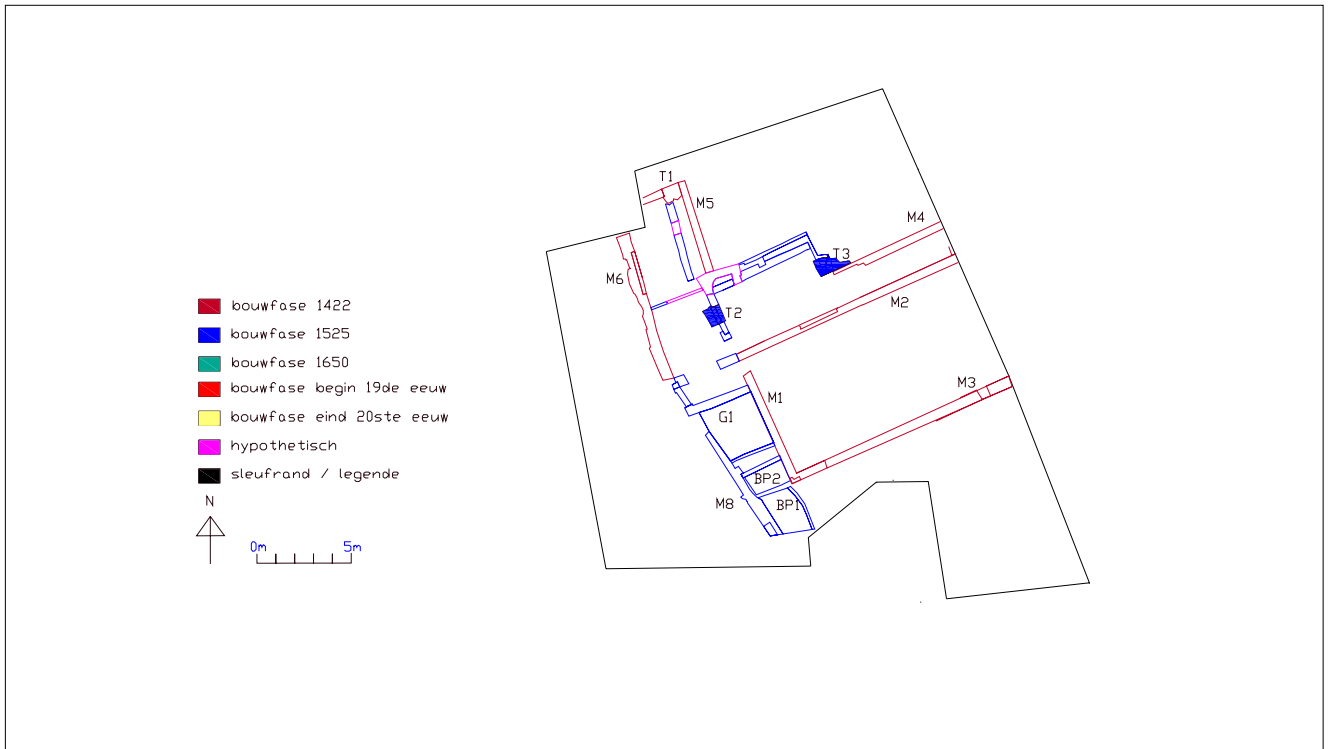 T1
M5
M4
T3
M6
M2
T2
bouwfase 1422
bouwfase 1525
bouwfase 1650
bouwfase begin 19de eeuw
bouwfase eind 20ste eeuw
hypothetisch
sleufrand / legende
M3
M1
G1
BP2
BP1
M8
N
0m 5m